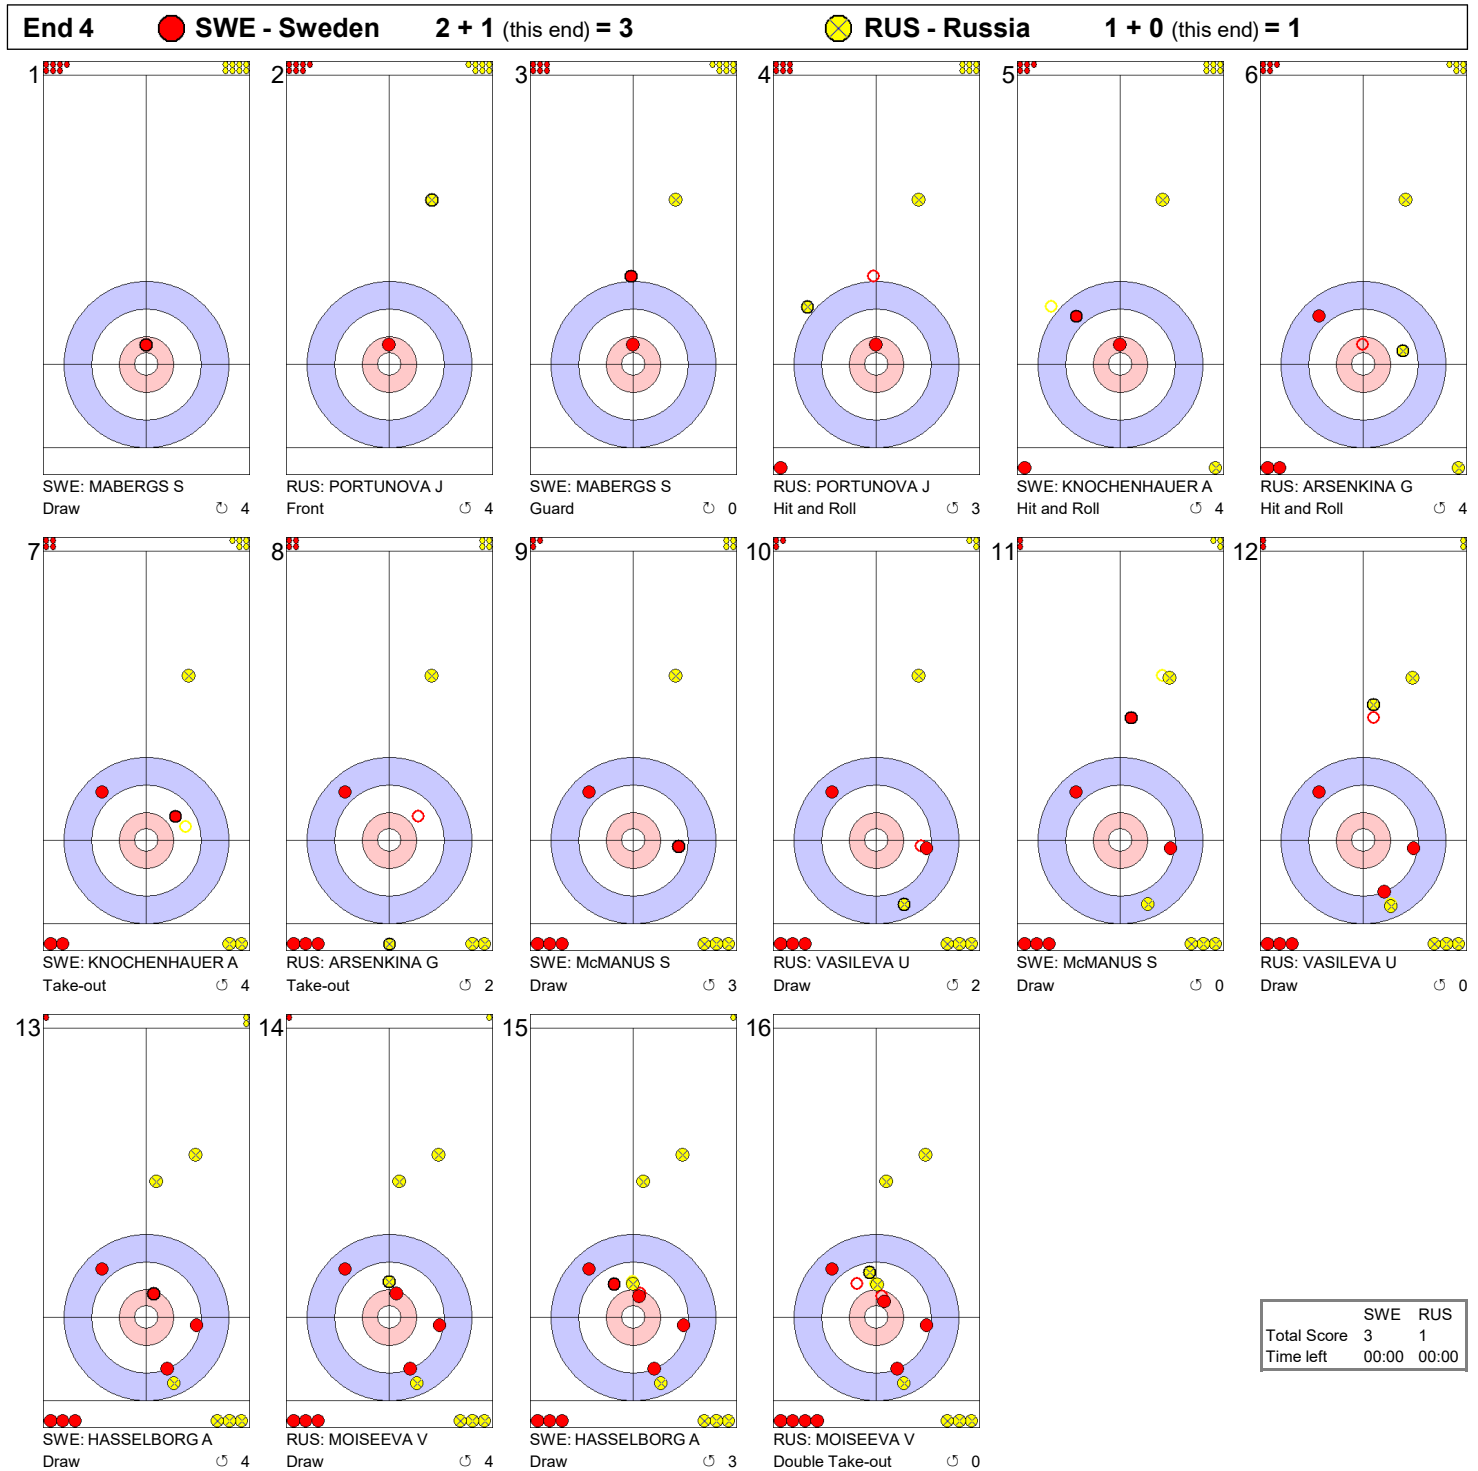 End 4 SWE - Sweden 2 + 1 (this end) = 3 RUS - Russia 1 + 0 (this end) = 1
1 2 3 4 5 6
SWE: MABERGS S RUS: PORTUNOVA J SWE: MABERGS S RUS: PORTUNOVA J SWE: KNOCHENHAUER A RUS: ARSENKINA G
Draw ↻ 4 Front ↺ 4 Guard ↻ 0 Hit and Roll ↺ 3 Hit and Roll ↺ 4 Hit and Roll ↺ 4
7 8 9 10 11 12
SWE: KNOCHENHAUER A RUS: ARSENKINA G SWE: McMANUS S RUS: VASILEVA U SWE: McMANUS S RUS: VASILEVA U
Take-out ↺ 4 Take-out ↺ 2 Draw ↺ 3 Draw ↺ 2 Draw ↺ 0 Draw ↺ 0
13 14 15 16
SWE: HASSELBORG A RUS: MOISEEVA V SWE: HASSELBORG A RUS: MOISEEVA V
Draw ↺ 4 Draw ↺ 4 Draw ↺ 3 Double Take-out ↺ 0
SWE RUS
Total Score 3 1
Time left 00:00 00:00